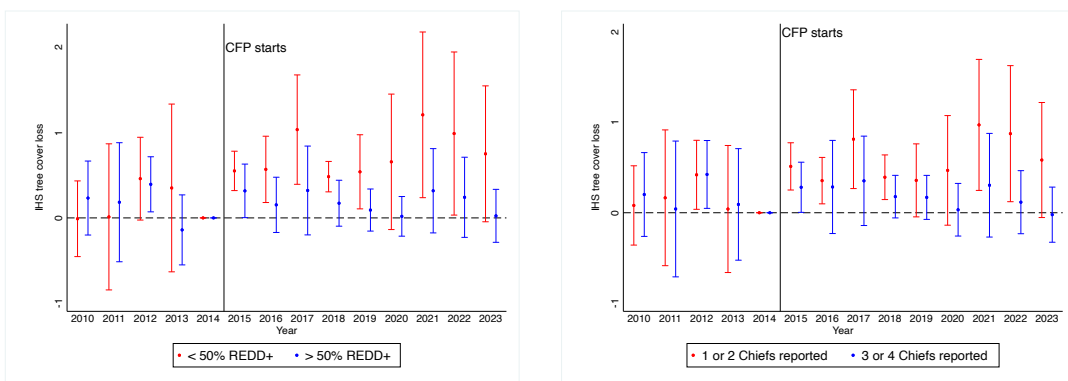 CFP starts
IHS tree cover loss
2
1
0
-1
2010 2011 2012 2013 2014 2015 2016 2017 2018 2019 2020 2021 2022 2023
Year
< 50% REDD+ > 50% REDD+
CFP starts
IHS tree cover loss
2
1
0
-1
2010 2011 2012 2013 2014 2015 2016 2017 2018 2019 2020 2021 2022 2023
Year
1 or 2 Chiefs reported 3 or 4 Chiefs reported